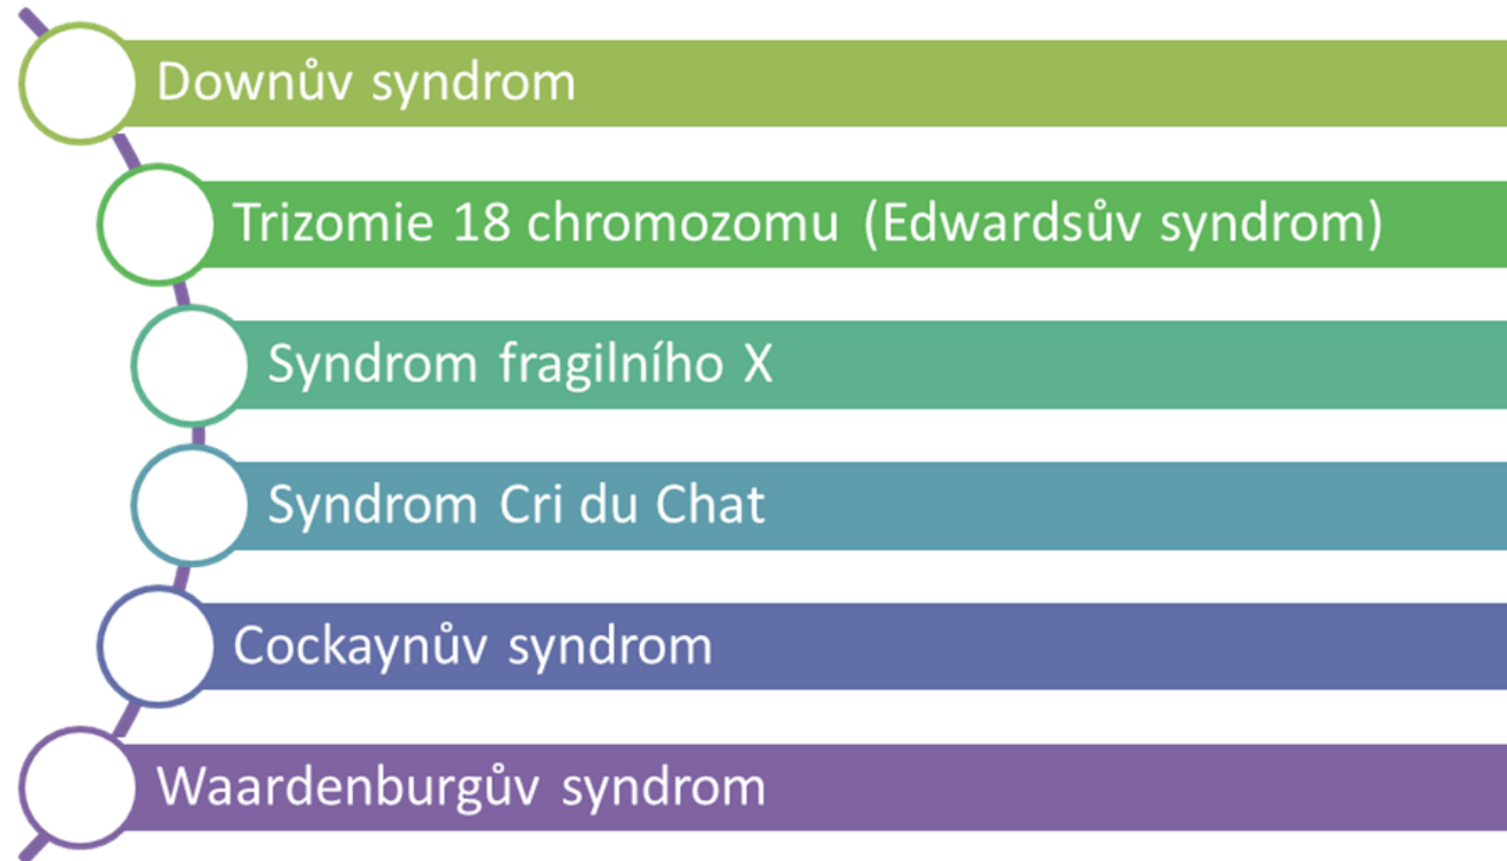 Downův syndrom
Trizomie 18 chromozomu (Edwardsův syndrom)
Syndrom fragilního X
Syndrom Cri du Chat
Cockaynův syndrom
Waardenburgův syndrom